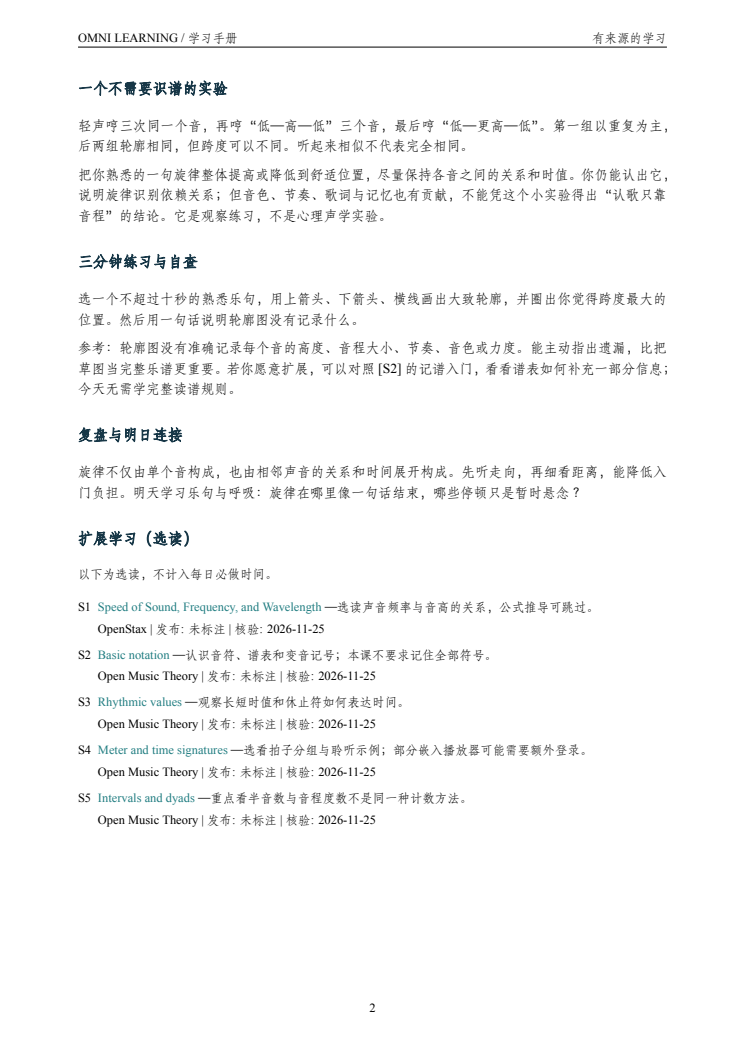 OMNI LEARNING / 学习手册
有来源的学习
一个不需要识谱的实验
轻声哼三次同一个音，再哼“低—高—低”三个音，最后哼“低—更高—低”。第一组以重复为主，
后两组轮廓相同，但跨度可以不同。听起来相似不代表完全相同。
把你熟悉的一句旋律整体提高或降低到舒适位置，尽量保持各音之间的关系和时值。你仍能认出它，
说明旋律识别依赖关系；但音色、节奏、歌词与记忆也有贡献，不能凭这个小实验得出“认歌只靠
音程”的结论。它是观察练习，不是心理声学实验。
三分钟练习与自查
选一个不超过十秒的熟悉乐句，用上箭头、下箭头、横线画出大致轮廓，并圈出你觉得跨度最大的
位置。然后用一句话说明轮廓图没有记录什么。
参考：轮廓图没有准确记录每个音的高度、音程大小、节奏、音色或力度。能主动指出遗漏，比把
草图当完整乐谱更重要。若你愿意扩展，可以对照 [S2] 的记谱入门，看看谱表如何补充一部分信息；
今天无需学完整读谱规则。
复盘与明日连接
旋律不仅由单个音构成，也由相邻声音的关系和时间展开构成。先听走向，再细看距离，能降低入
门负担。明天学习乐句与呼吸：旋律在哪里像一句话结束，哪些停顿只是暂时悬念？
扩展学习（选读）
以下为选读，不计入每日必做时间。
S1 Speed of Sound, Frequency, and Wavelength —选读声音频率与音高的关系，公式推导可跳过。
OpenStax | 发布: 未标注 | 核验: 2026-11-25
S2 Basic notation —认识音符、谱表和变音记号；本课不要求记住全部符号。
Open Music Theory | 发布: 未标注 | 核验: 2026-11-25
S3 Rhythmic values —观察长短时值和休止符如何表达时间。
Open Music Theory | 发布: 未标注 | 核验: 2026-11-25
S4 Meter and time signatures —选看拍子分组与聆听示例；部分嵌入播放器可能需要额外登录。
Open Music Theory | 发布: 未标注 | 核验: 2026-11-25
S5 Intervals and dyads —重点看半音数与音程度数不是同一种计数方法。
Open Music Theory | 发布: 未标注 | 核验: 2026-11-25
2